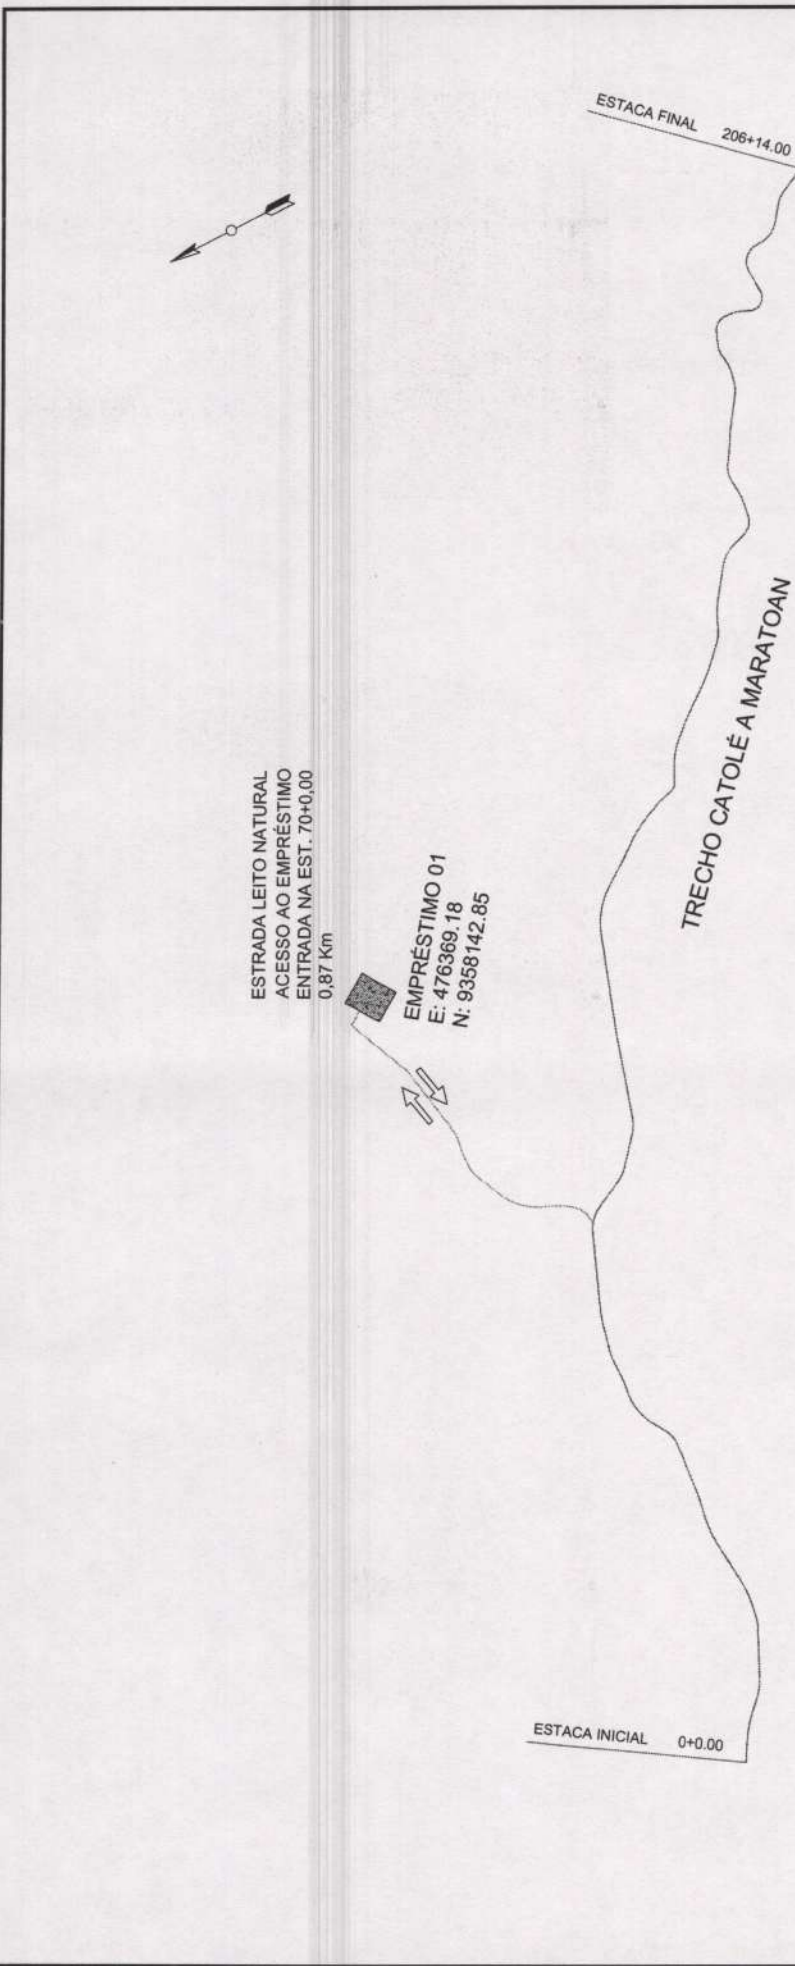 ESTACA FINAL 206+14.00
ESTRADA LEITO NATURAL
ACESSO AO EMPRÉSTIMO
ENTRADA NA EST. 70+0,00
0,87 Km
EMPRÉSTIMO 01
E: 476369.18
N: 9358142.85
TRECHO CATOLÉ A MARATOAN
ESTACA INICIAL 0+0.00